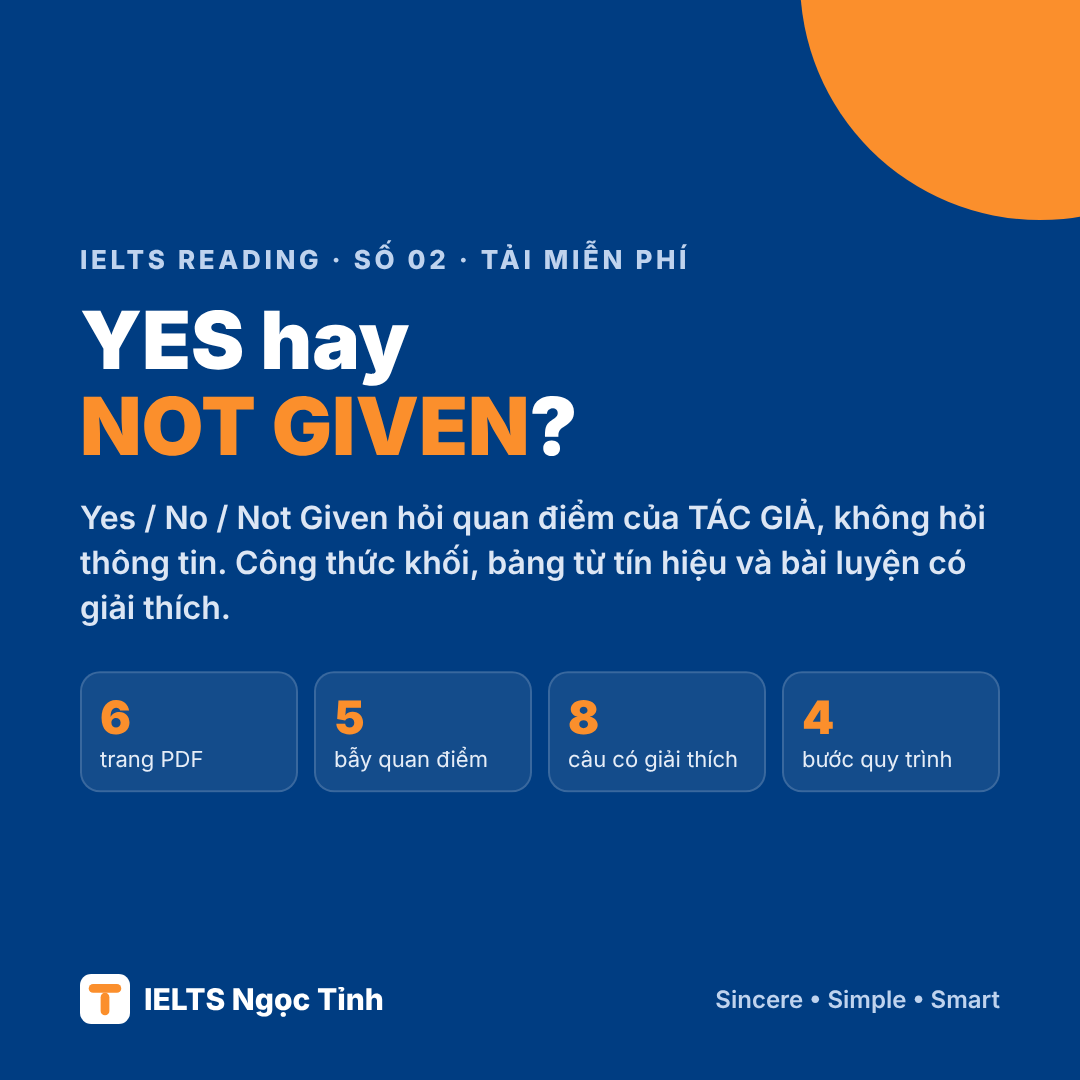 IELTS READING · SỐ 02 · TẢI MIỄN PHÍ
YES hay
NOT GIVEN?
Yes / No / Not Given hỏi quan điểm của TÁC GIẢ, không hỏi
thông tin. Công thức khối, bảng từ tín hiệu và bài luyện có
giải thích.
6
trang PDF
5
bẫy quan điểm
8
câu có giải thích
4
bước quy trình
IELTS Ngọc Tỉnh
Sincere • Simple • Smart